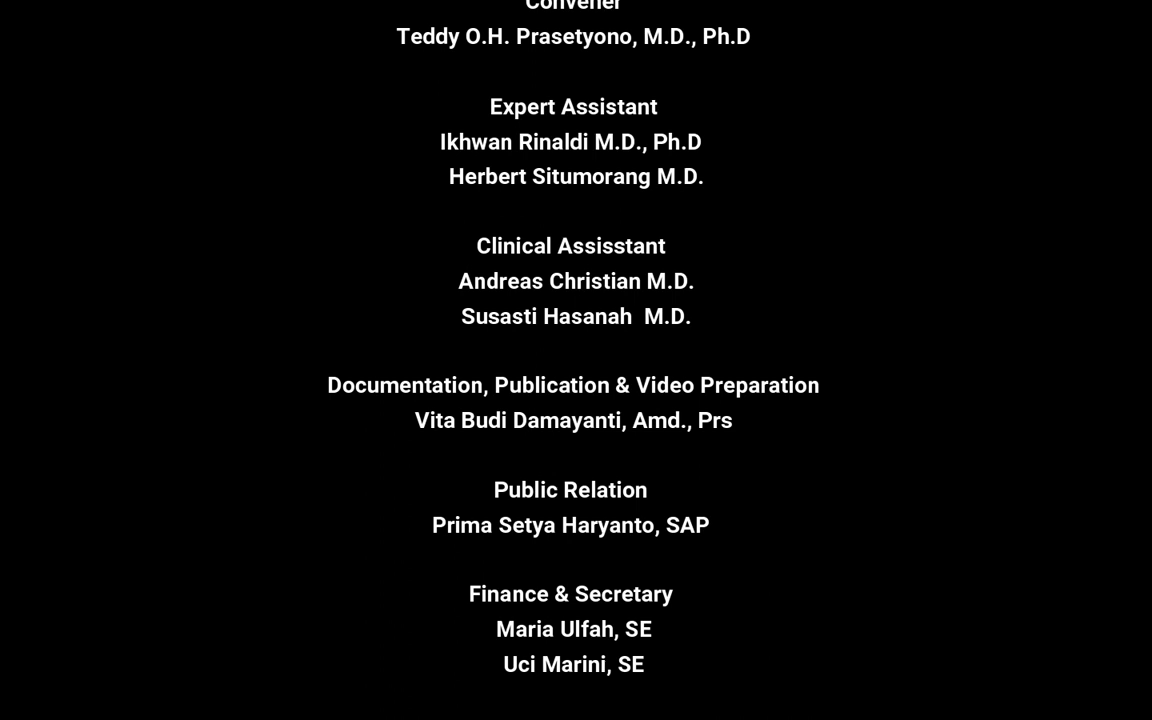 Convener
Teddy O.H. Prasetyono, M.D., Ph.D
Expert Assistant
Ikhwan Rinaldi M.D., Ph.D
Herbert Situmorang M.D.
Clinical Assisstant
Andreas Christian M.D.
Susasti Hasanah  M.D.
Documentation, Publication & Video Preparation
Vita Budi Damayanti, Amd., Prs
Public Relation
Prima Setya Haryanto, SAP
Finance & Secretary
Maria Ulfah, SE
Uci Marini, SE